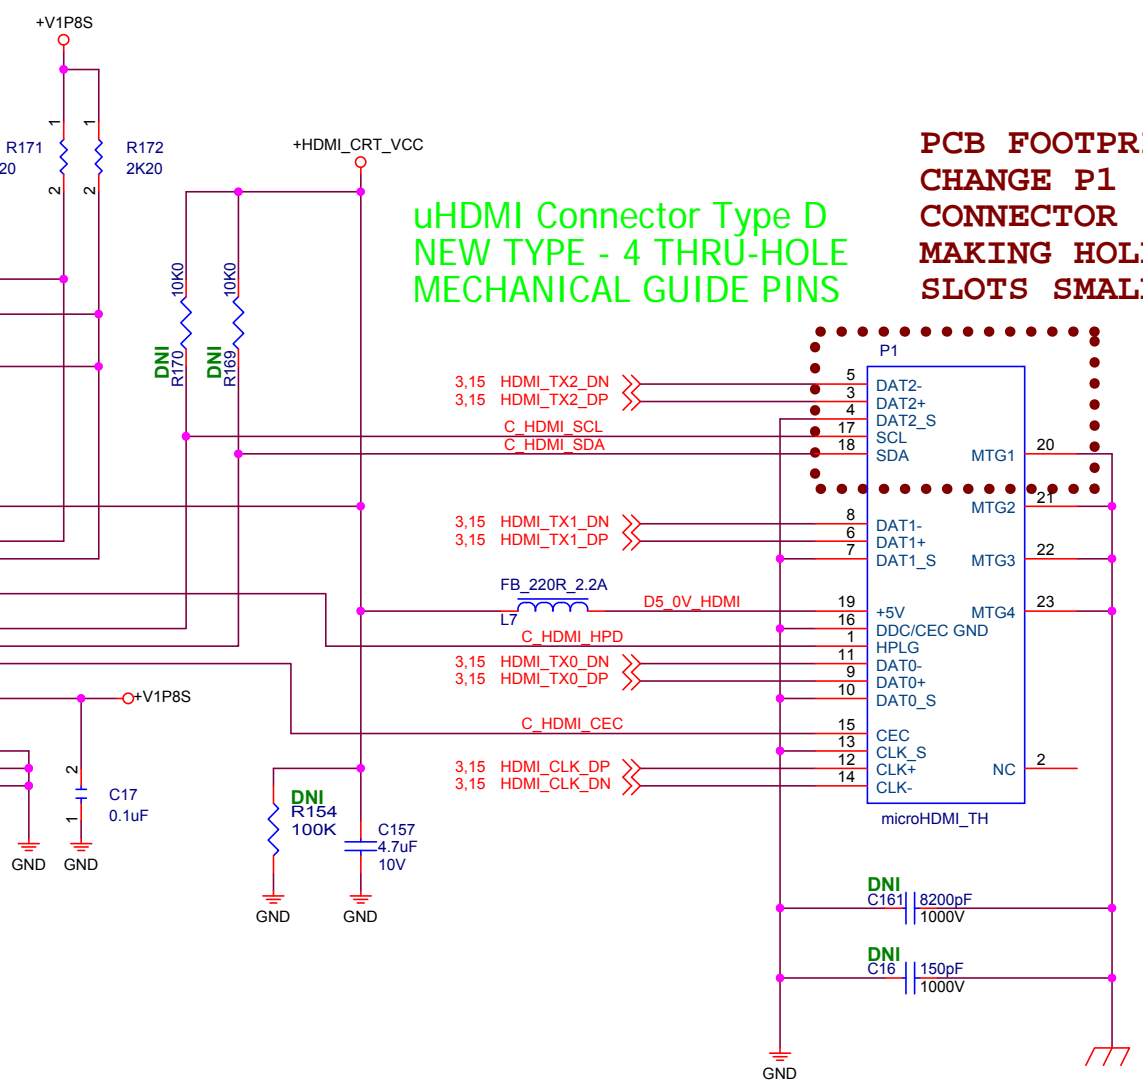 +V1P8S
R171
20
1
2
1
2
R172
2K20
+HDMI_CRT_VCC
uHDMI Connector Type D
NEW TYPE - 4 THRU-HOLE
MECHANICAL GUIDE PINS
PCB FOOTPR
CHANGE P1
CONNECTOR
MAKING HOL
SLOTS SMAL
10K0
DNI
R170
10K0
DNI
R169
P1
3,15 HDMI_TX2_DN
3,15 HDMI_TX2_DP
C_HDMI_SCL
C_HDMI_SDA
5 DAT2-
3 DAT2+
4 DAT2_S
17 SCL
18 SDA
MTG1 20
MTG2 21
3,15 HDMI_TX1_DN
3,15 HDMI_TX1_DP
8 DAT1-
6 DAT1+
7 DAT1_S
MTG3 22
FB_220R_2.2A
L7
D5_0V_HDMI
19 +5V
MTG4 23
16 DDC/CEC GND
C_HDMI_HPD
1 HPLG
3,15 HDMI_TX0_DN
3,15 HDMI_TX0_DP
11 DAT0-
9 DAT0+
10 DAT0_S
+V1P8S
C_HDMI_CEC
15 CEC
13 CLK_S
3,15 HDMI_CLK_DP
3,15 HDMI_CLK_DN
12 CLK+
14 CLK-
NC 2
microHDMI_TH
2
1
C17
0.1uF
GND
GND
DNI
R154
100K
C157
4.7uF
10V
GND
GND
DNI
C161 8200pF
1000V
DNI
C16 150pF
1000V
GND